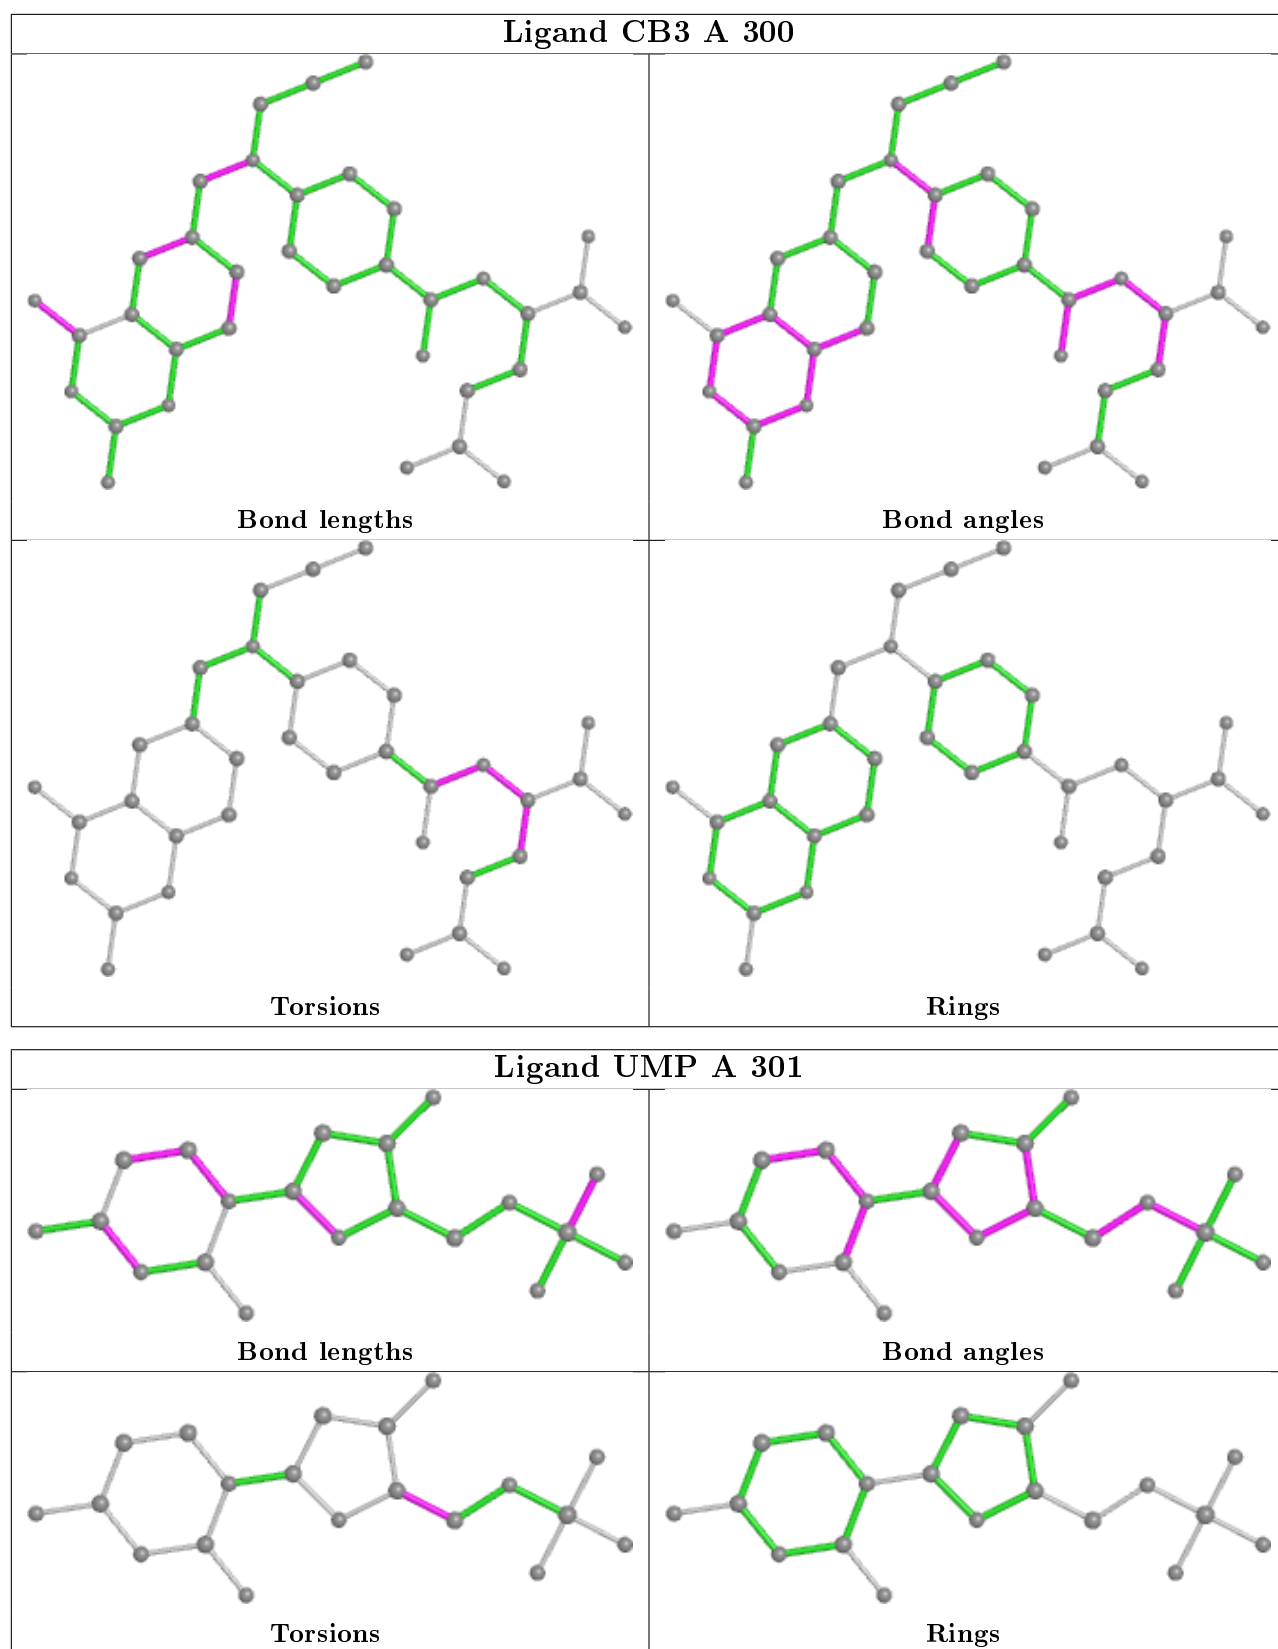 Ligand CB3 A 300
Bond lengths
Bond angles
Torsions
Rings
Ligand UMP A 301
Bond lengths
Bond angles
Torsions
Rings